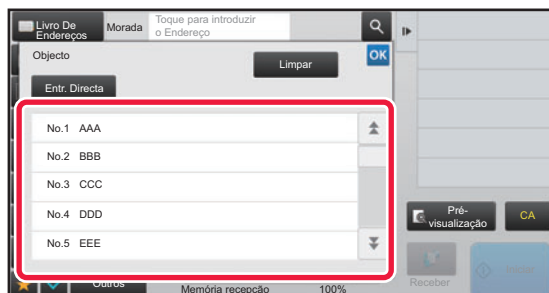 Livro De
Endereços
Morada
Toque para introduzir
o Endereço
Objecto
Limpar
OK
Entr. Directa
No.1 AAA
No.2 BBB
No.3 CCC
No.4 DDD
No.5 EEE
Pré-
visualização
CA
Outros
Memória recepção
100%
Receber
Iniciar